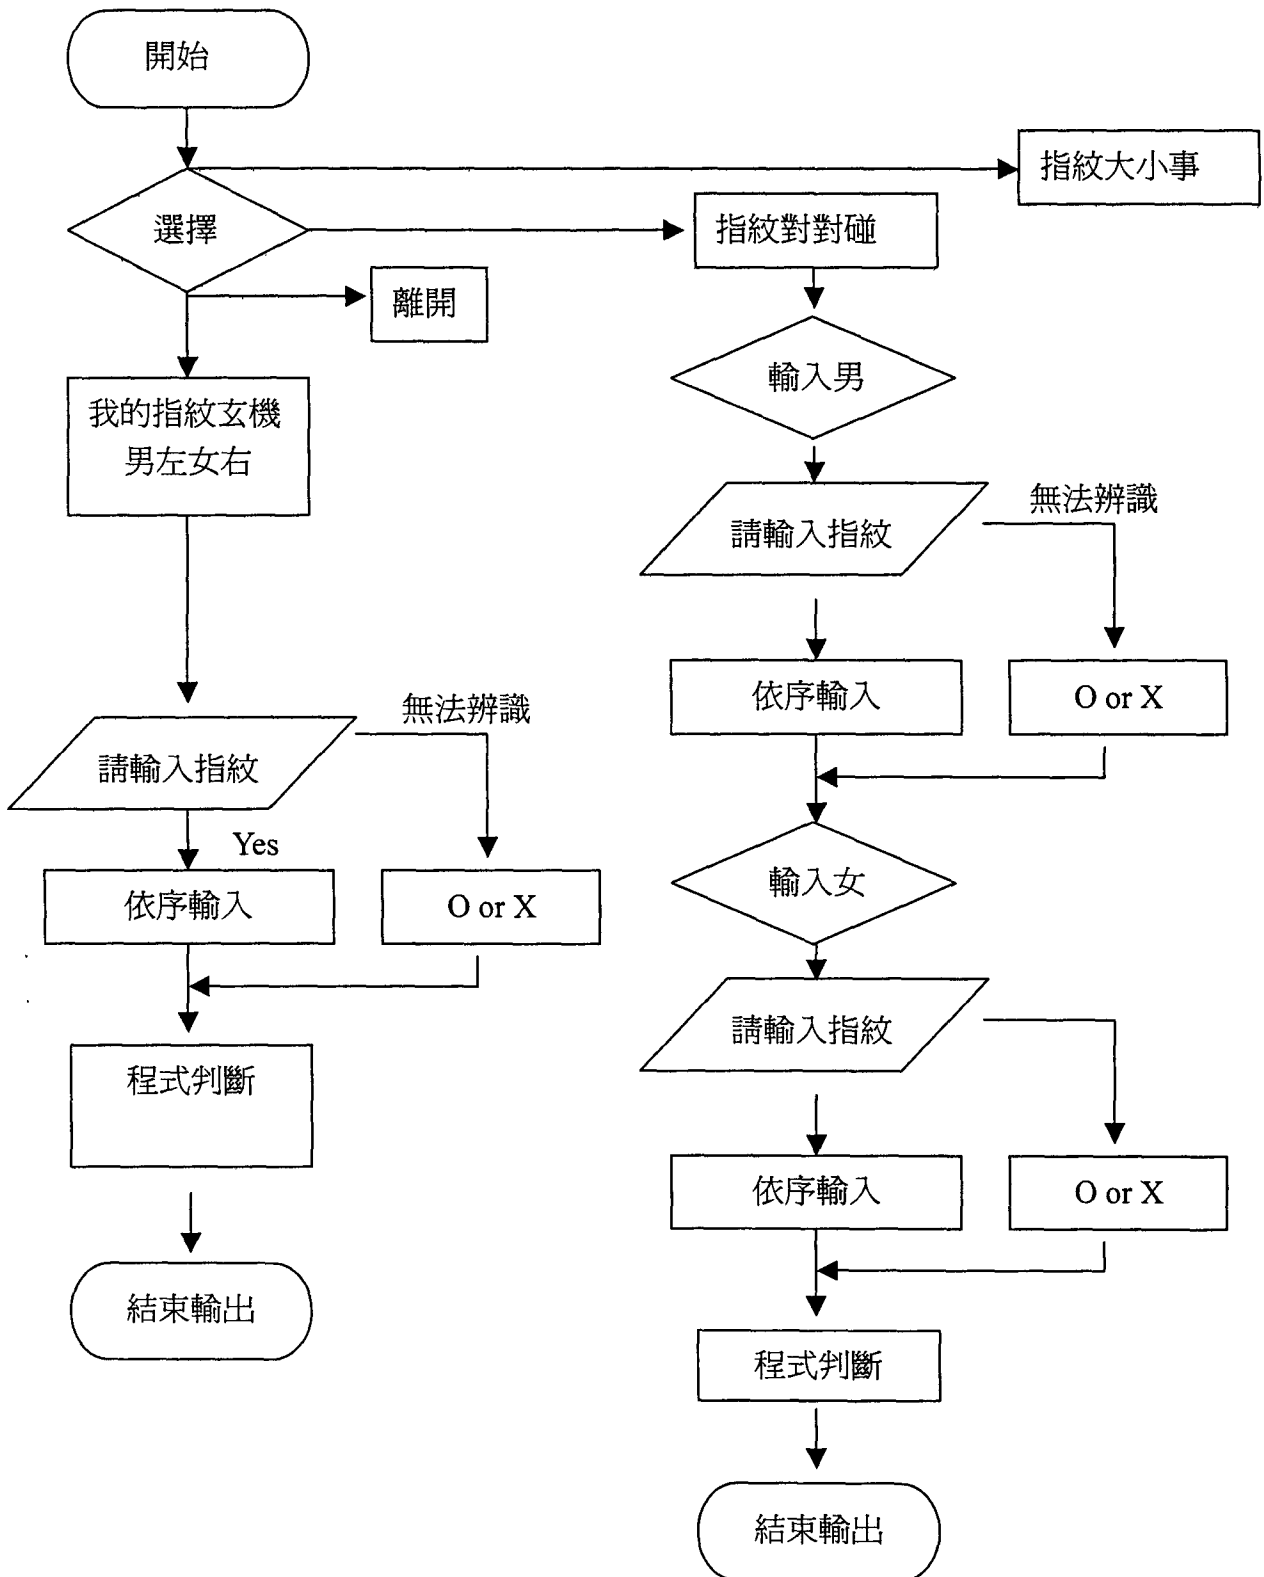 開始
指紋大小事
選擇
指紋對對碰
離開
輸入男
我的指紋玄機
男左女右
無法辨識
請輸入指紋
依序輸入
O or X
無法辨識
請輸入指紋
Yes
依序輸入
O or X
輸入女
請輸入指紋
程式判斷
依序輸入
O or X
結束輸出
程式判斷
結束輸出